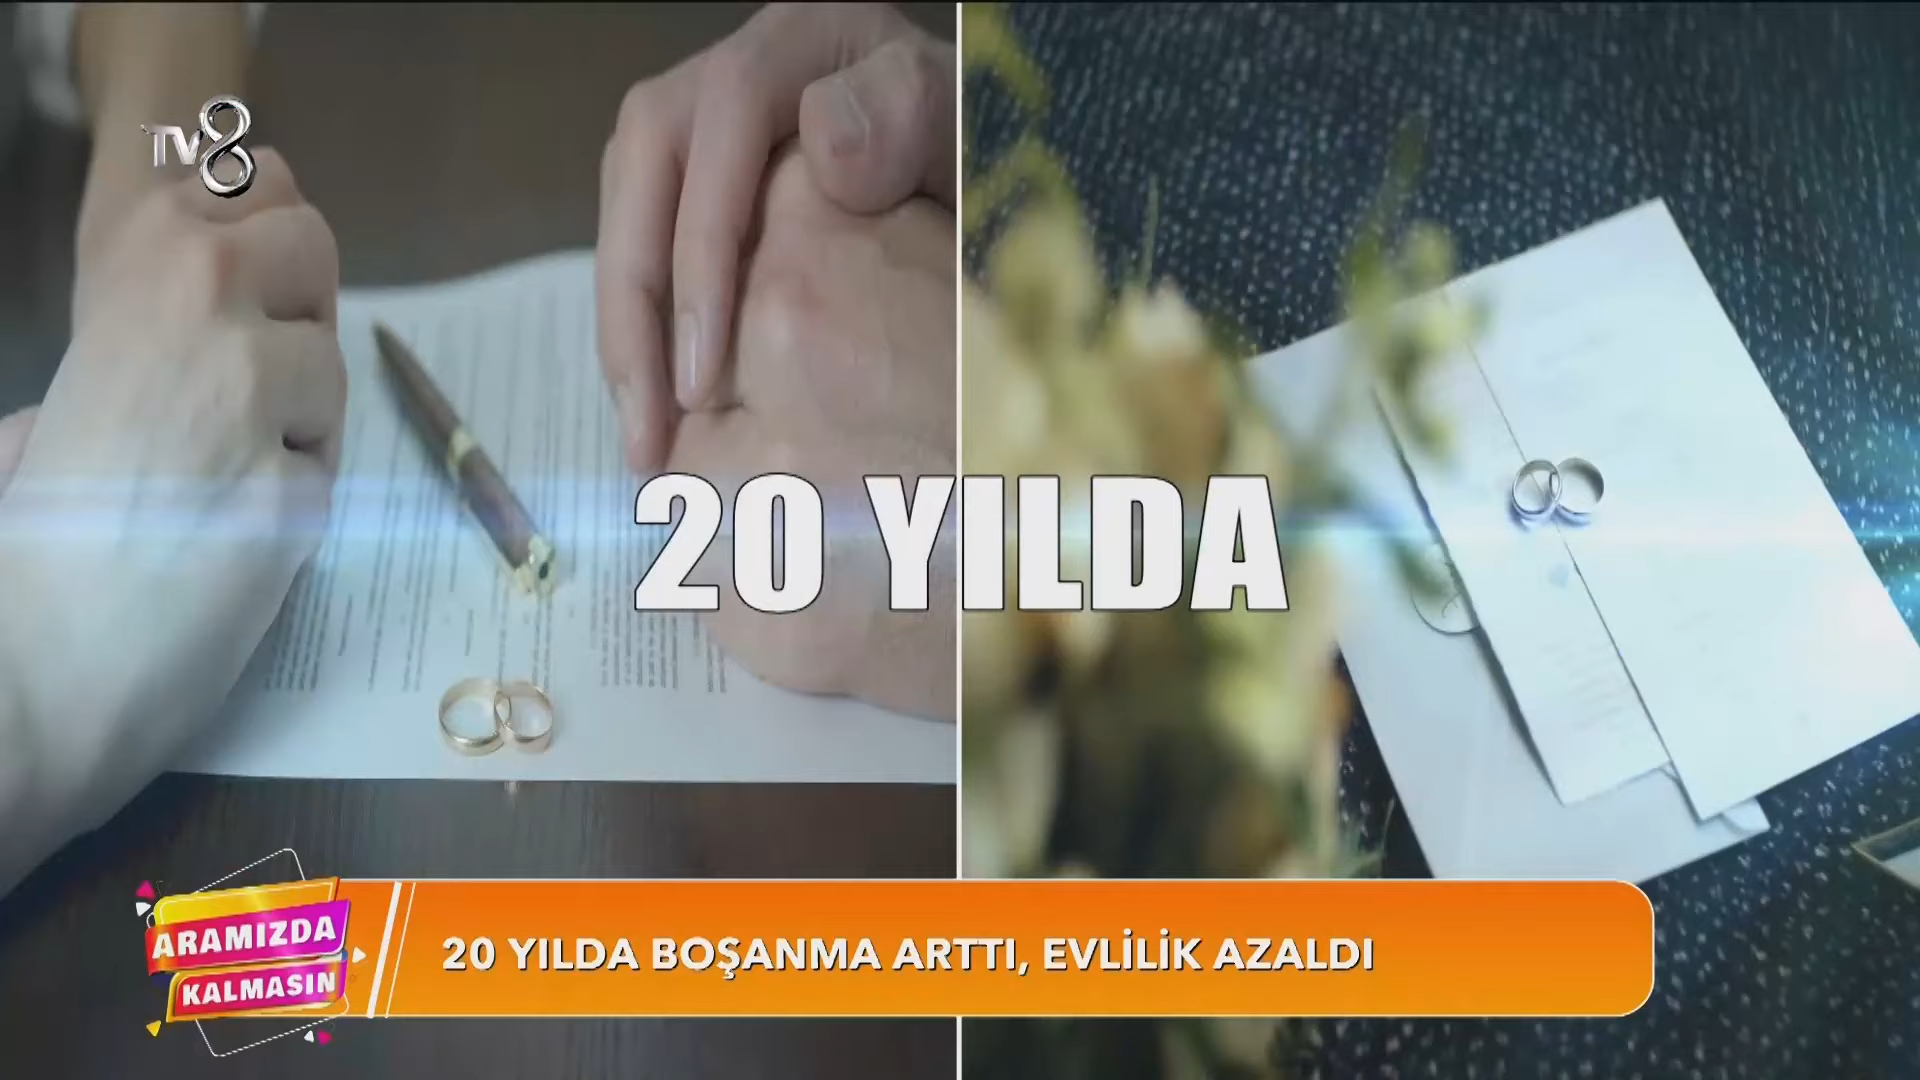 TV8
20 YILDA
ARAMIZDA
KALMASIN
20 YILDA BOŞANMA ARTTI, EVLİLİK AZALDI